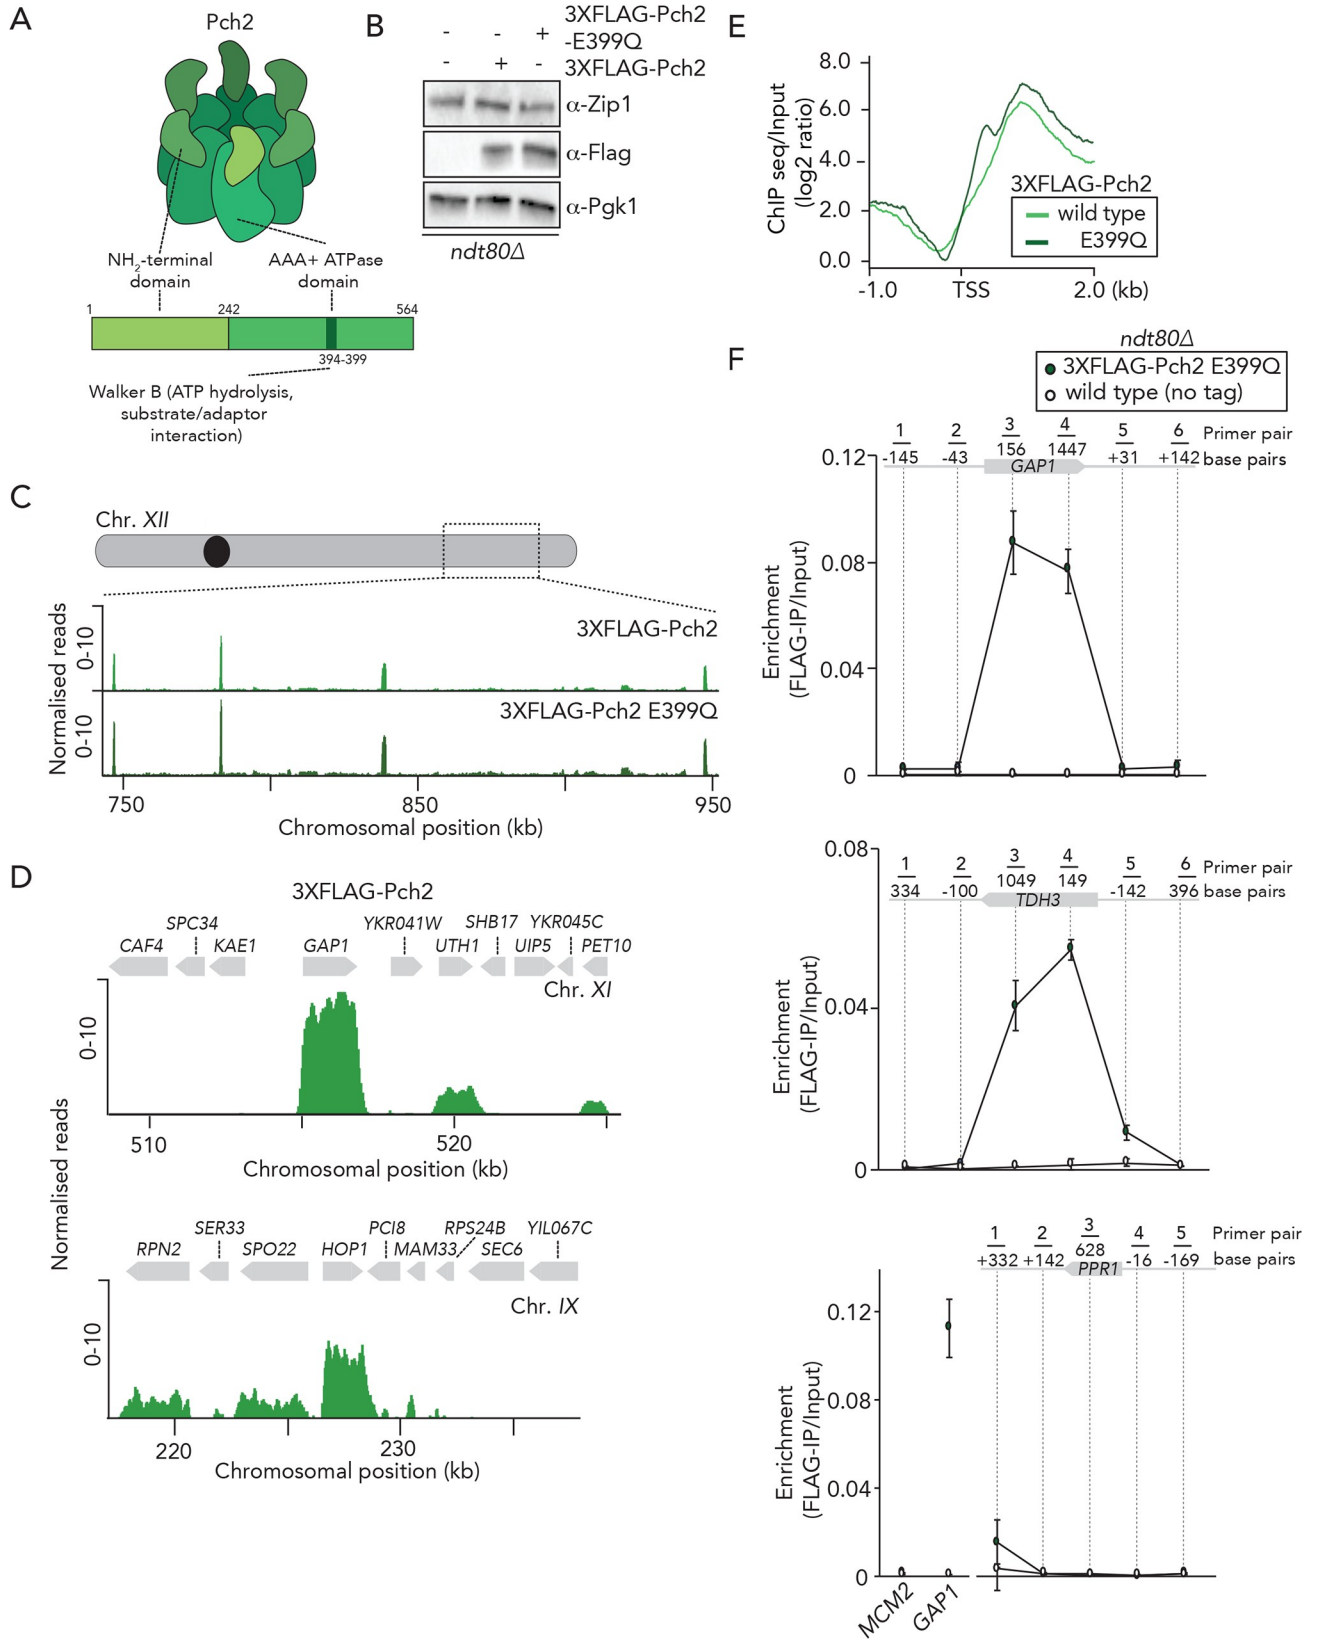 A
Pch2
NH2-terminal
domain
AAA+ ATPase
domain
1
242
564
394-399
Walker B (ATP hydrolysis,
substrate/adaptor
interaction)
B
- - + 3XFLAG-Pch2
-E399Q
- + - 3XFLAG-Pch2
α-Zip1
α-Flag
α-Pgk1
ndt80Δ
C
Chr. XII
Normalised reads
0-10
0-10
3XFLAG-Pch2
3XFLAG-Pch2 E399Q
750
850
950
Chromosomal position (kb)
D
3XFLAG-Pch2
SPC34
YKR041W
SHB17
YKR045C
CAF4
KAE1
GAP1
UTH1
UIP5
PET10
Chr. XI
0-10
510
520
Chromosomal position (kb)
Normalised reads
SER33
PCI8
RPS24B
YIL067C
RPN2
SPO22
HOP1
MAM33
SEC6
Chr. IX
0-10
220
230
Chromosomal position (kb)
E
ChIP seq/Input
(log2 ratio)
8.0
6.0
4.0
2.0
0.0
3XFLAG-Pch2
wild type
E399Q
-1.0
TSS
2.0 (kb)
F
ndt80Δ
3XFLAG-Pch2 E399Q
wild type (no tag)
1 2 3 4 5 6 Primer pair
-145 -43 156 1447 +31 +142 base pairs
GAP1
0.12
0.08
0.04
0
Enrichment
(FLAG-IP/Input)
1 2 3 4 5 6 Primer pair
334 -100 1049 149 -142 396 base pairs
TDH3
0.08
0.04
0
Enrichment
(FLAG-IP/Input)
1 2 3 4 5 Primer pair
+332 +142 628 -16 -169 base pairs
PPR1
0.12
0.08
0.04
0
Enrichment
(FLAG-IP/Input)
MCM2
GAP1